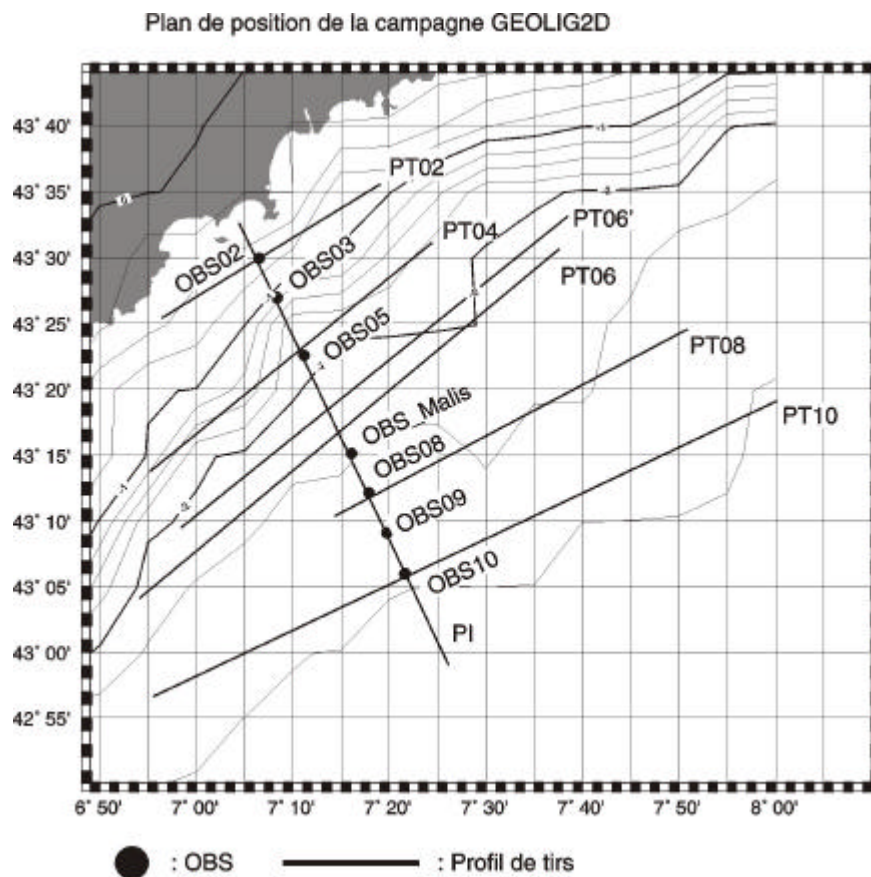 Plan de position de la campagne GEOLIG2D
43° 40'
43° 35'
43° 30'
43° 25'
43° 20'
43° 15'
43° 10'
43° 05'
43° 00'
42° 55'
PT02
PT04
PT06'
PT06
PT08
PT10
OBS02
OBS03
OBS05
OBS Malis
OBS08
OBS09
OBS10
PI
6° 50'
7° 00'
7° 10'
7° 20'
7° 30'
7° 40'
7° 50'
8° 00'
: OBS
: Profil de tirs